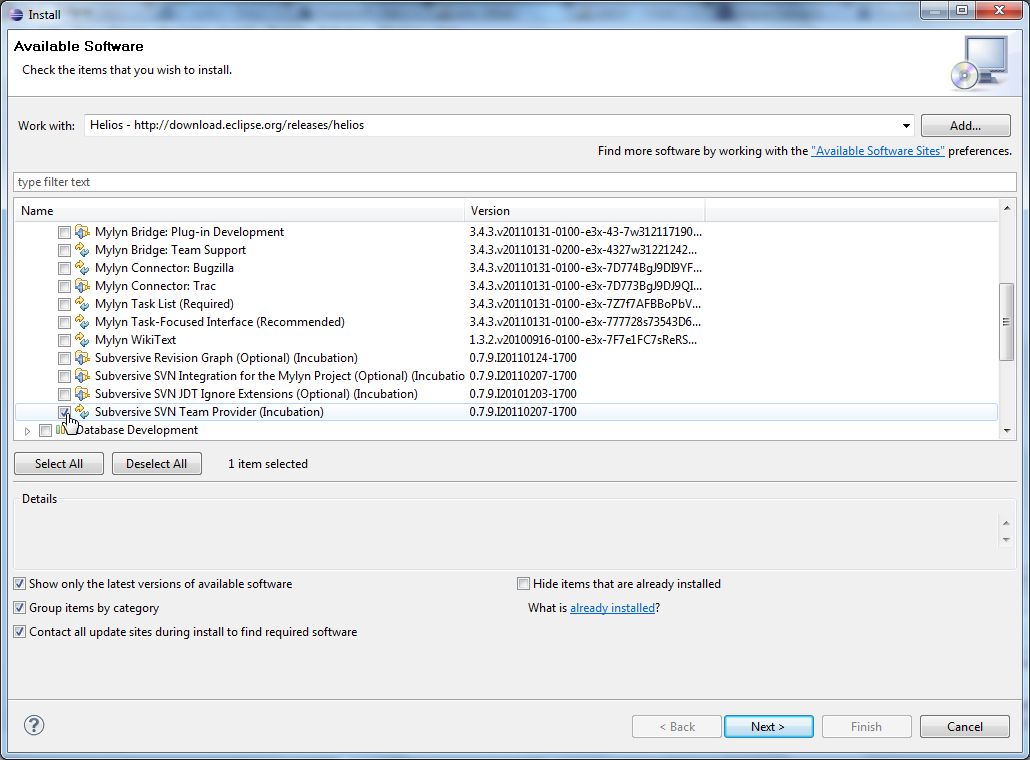 Install
Available Software
Check the items that you wish to install.
Work with: Helios - http://download.eclipse.org/releases/helios Add...
Find more software by working with the "Available Software Sites" preferences.
type filter text
Name Version
Mylyn Bridge: Plug-in Development 3.4.3.v20110131-0100-e3x-43-7w312117190...
Mylyn Bridge: Team Support 3.4.3.v20110131-0200-e3x-4327w31221242...
Mylyn Connector: Bugzilla 3.4.3.v20110131-0100-e3x-7D774BgJ9DI9YF...
Mylyn Connector: Trac 3.4.3.v20110131-0100-e3x-7D773BgJ9DJ9QI...
Mylyn Task List (Required) 3.4.3.v20110131-0100-e3x-7Z7f7AFBBoPbV...
Mylyn Task-Focused Interface (Recommended) 3.4.3.v20110131-0100-e3x-777728s73543D6...
Mylyn WikiText 1.3.2.v20100916-0100-e3x-7F7e1FC7sReRS...
Subversive Revision Graph (Optional) (Incubation) 0.7.9.I20110124-1700
Subversive SVN Integration for the Mylyn Project (Optional) (Incubatio 0.7.9.I20110207-1700
Subversive SVN JDT Ignore Extensions (Optional) (Incubation) 0.7.9.I20101203-1700
Subversive SVN Team Provider (Incubation) 0.7.9.I20110207-1700
Database Development
Select All Deselect All 1 item selected
Details
Show only the latest versions of available software Hide items that are already installed
Group items by category What is already installed?
Contact all update sites during install to find required software
? < Back Next > Finish Cancel